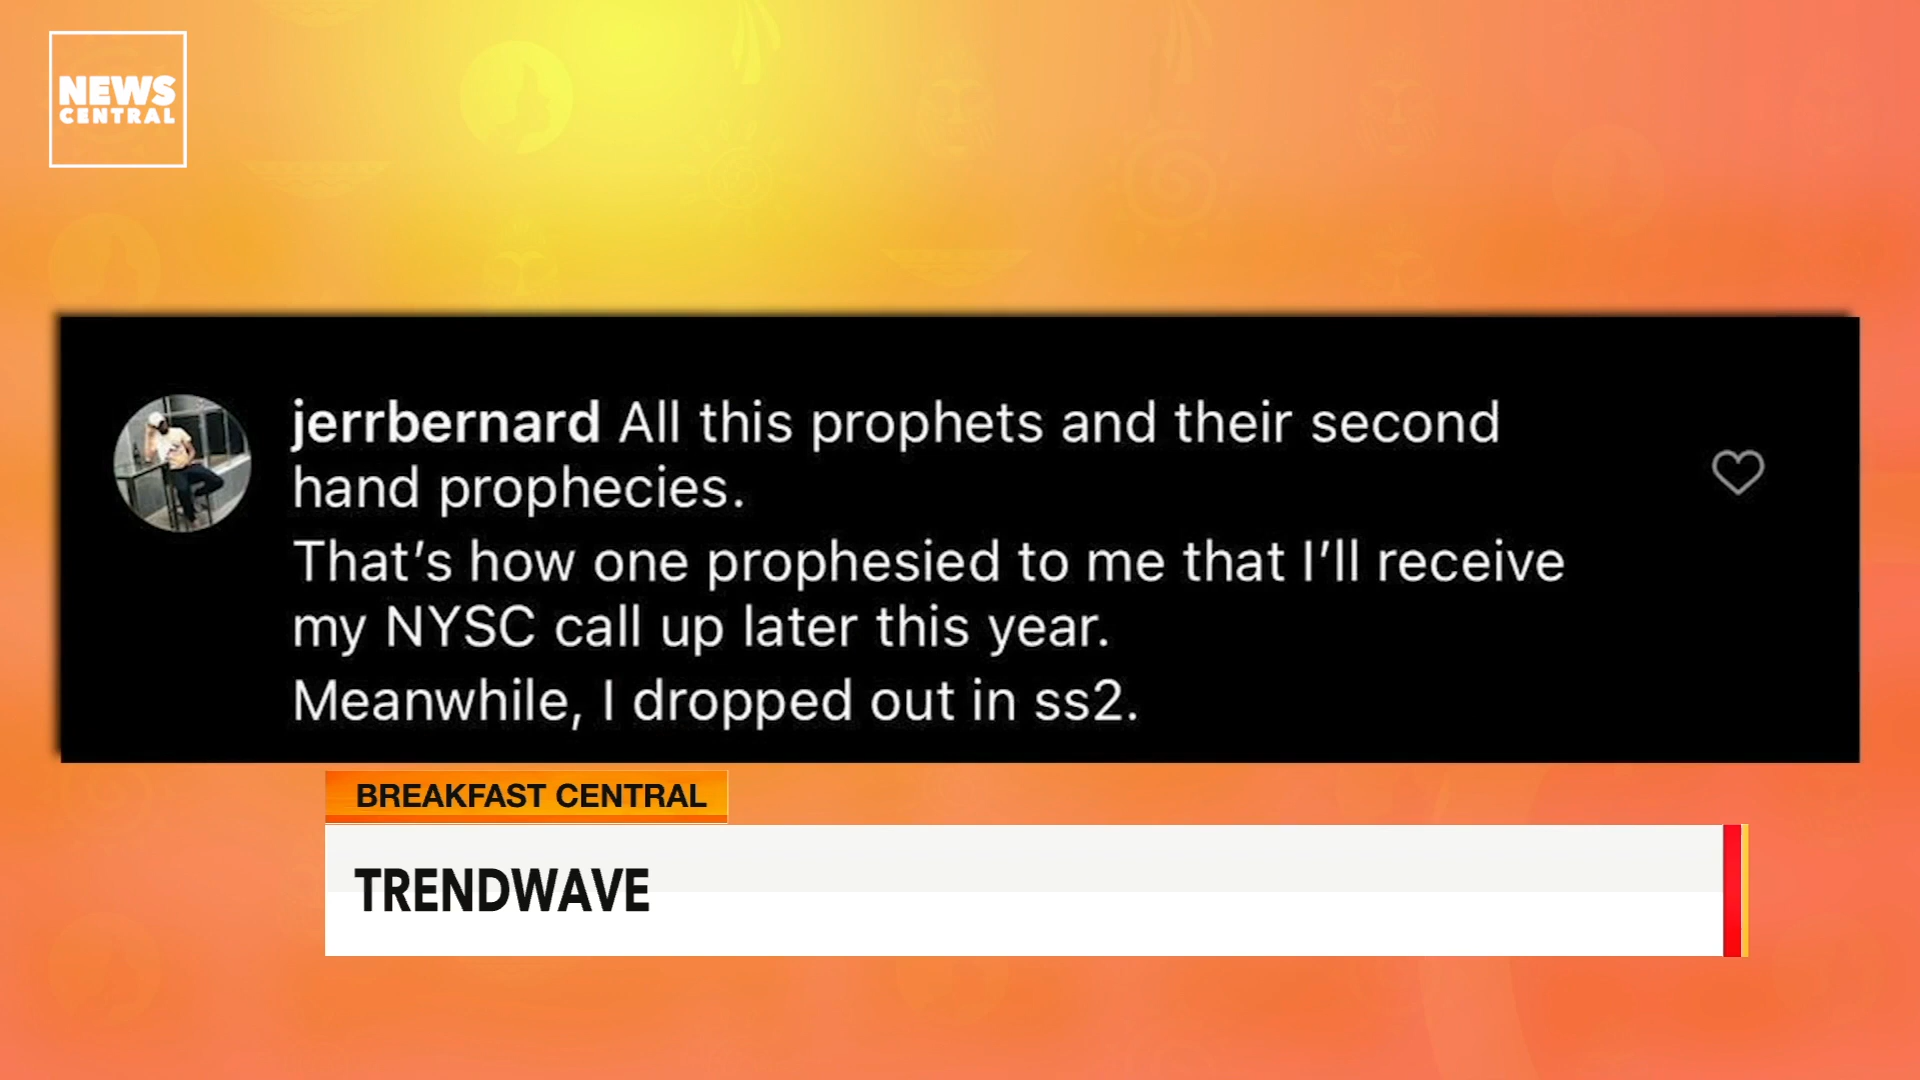 NEWS
CENTRAL
jerrbernard All this prophets and their second
hand prophecies.
That’s how one prophesied to me that I’ll receive
my NYSC call up later this year.
Meanwhile, I dropped out in ss2.
BREAKFAST CENTRAL
TRENDWAVE